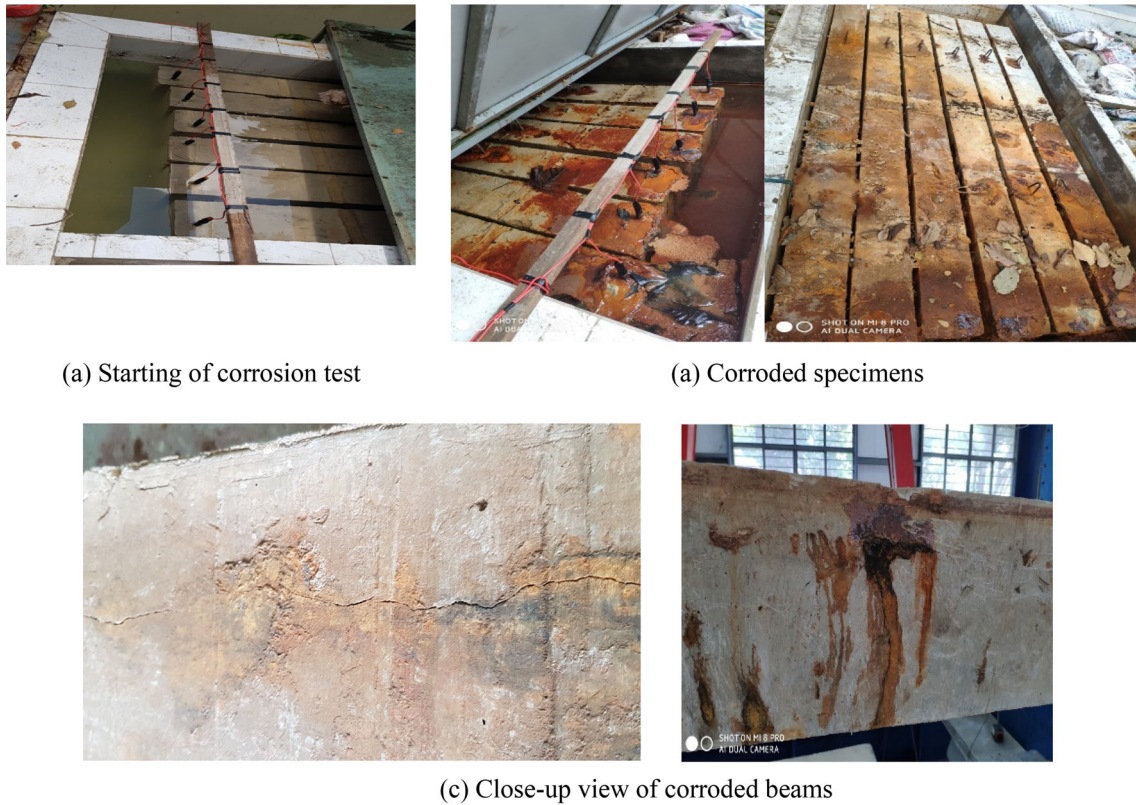 SHOT ON MI 8 PRO
AI DUAL CAMERA
SHOT ON MI 8 PRO
AI DUAL CAMERA
(a) Starting of corrosion test
(a) Corroded specimens
SHOT ON MI 8 PRO
AI DUAL CAMERA
(c) Close-up view of corroded beams